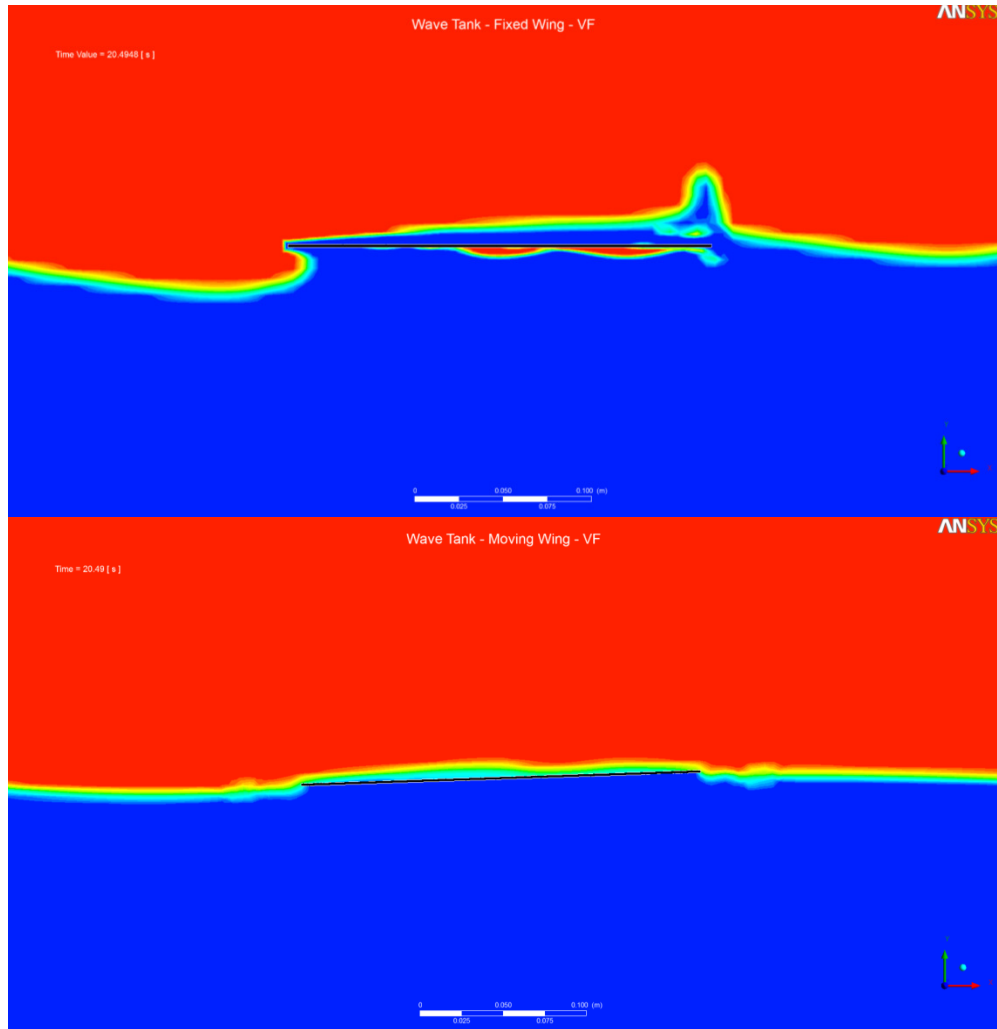 ANSYS
Wave Tank - Fixed Wing - VF
Time Value = 20.4948 [ s ]
0 0.050 0.100 (m)
0.025 0.075
ANSYS
Wave Tank - Moving Wing - VF
Time = 20.49 [ s ]
0 0.050 0.100 (m)
0.025 0.075